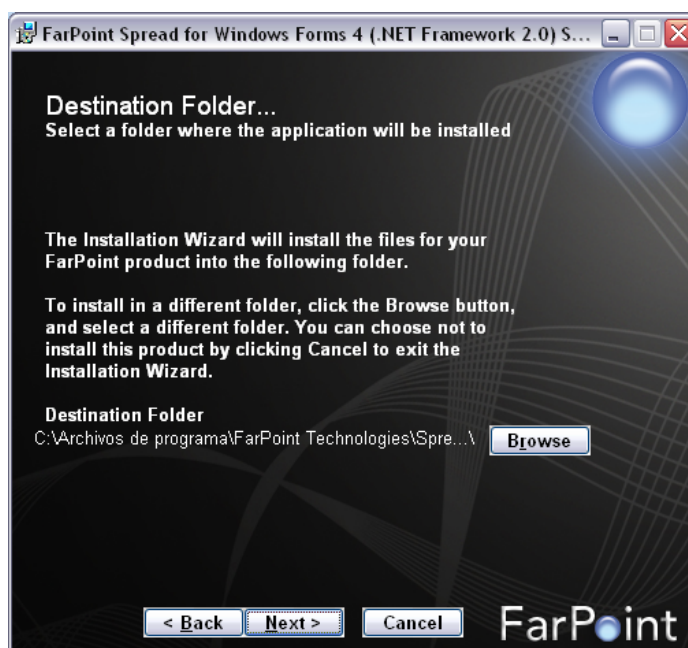 FarPoint Spread for Windows Forms 4 (.NET Framework 2.0) S...
Destination Folder...
Select a folder where the application will be installed
The Installation Wizard will install the files for your
FarPoint product into the following folder.
To install in a different folder, click the Browse button,
and select a different folder. You can choose not to
install this product by clicking Cancel to exit the
Installation Wizard.
Destination Folder
C:\Archivos de programa\FarPoint Technologies\Spre...\ Browse
< Back Next > Cancel FarPoint